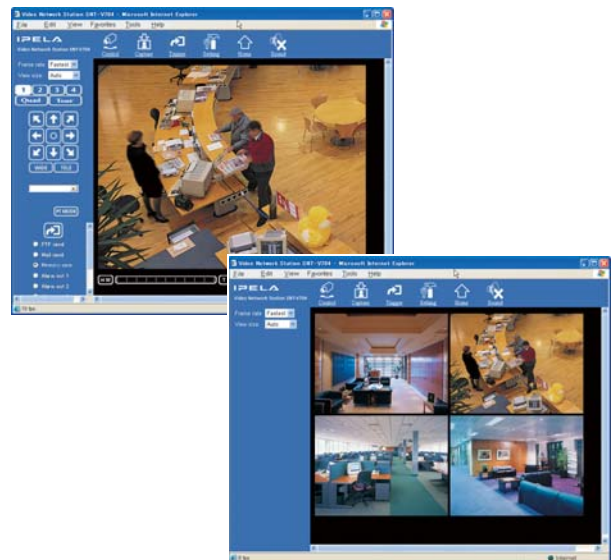 Video Network Station SNT-V704 - Microsoft Internet Explorer
File Edit View Favorites Tools Help
IPELA
Video Network Station SNT-V704
Control Capture Trigger Setting Home Sound
Frame rate Fastest
View size Auto
1 2 3 4
Quad Tour
WIDE TELE
FTP send
Mail send
Alarm out 1
Alarm out 2
Video Network Station SNT-V704 - Microsoft Internet Explorer
File Edit View Favorites Tools Help
IPELA
Video Network Station SNT-V704
Control Capture Trigger Setting Home Sound
Frame rate Fastest
View size Auto
Internet